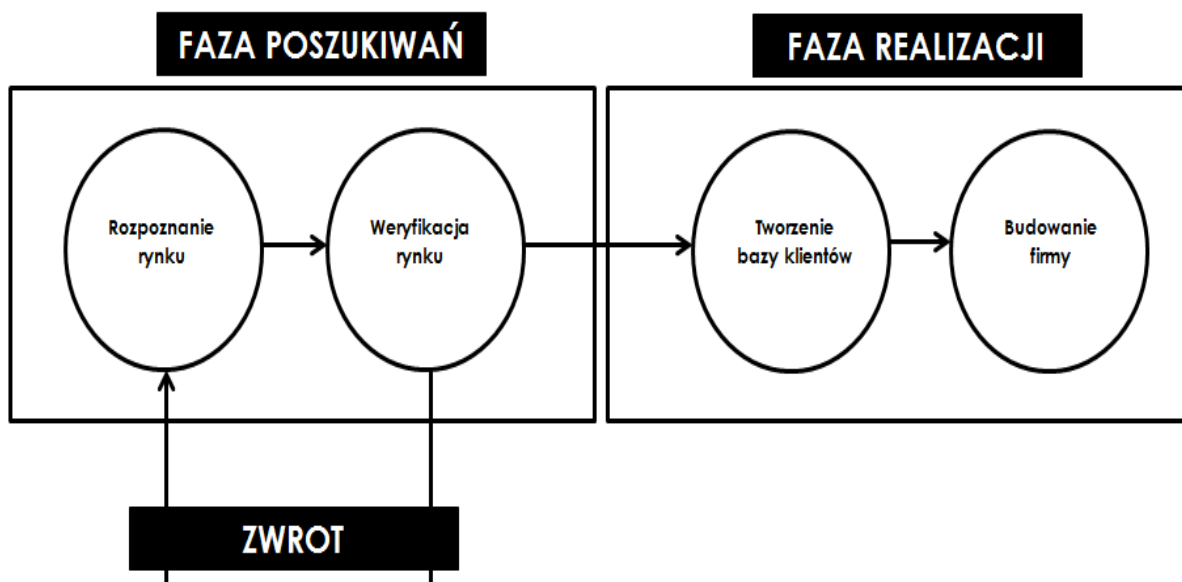 FAZA POSZUKIWAŃ
FAZA REALIZACJI
Rozpoznanie
rynku
Weryfikacja
rynku
Tworzenie
bazy klientów
Budowanie
firmy
ZWROT